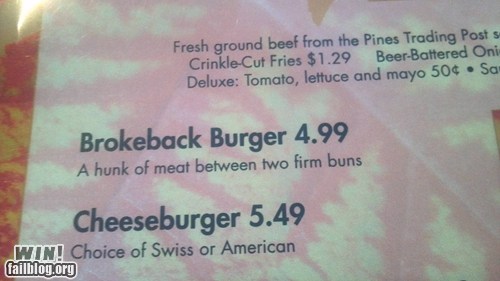 Fresh ground beef from the Pines Trading Post
Crinkle-Cut Fries $1.29 Beer-Battered
Deluxe: Tomato, lettuce and mayo 50¢ •
Brokeback Burger 4.99
A hunk of meat between two firm buns
Cheeseburger 5.49
Choice of Swiss or American
WIN!
failblog.org